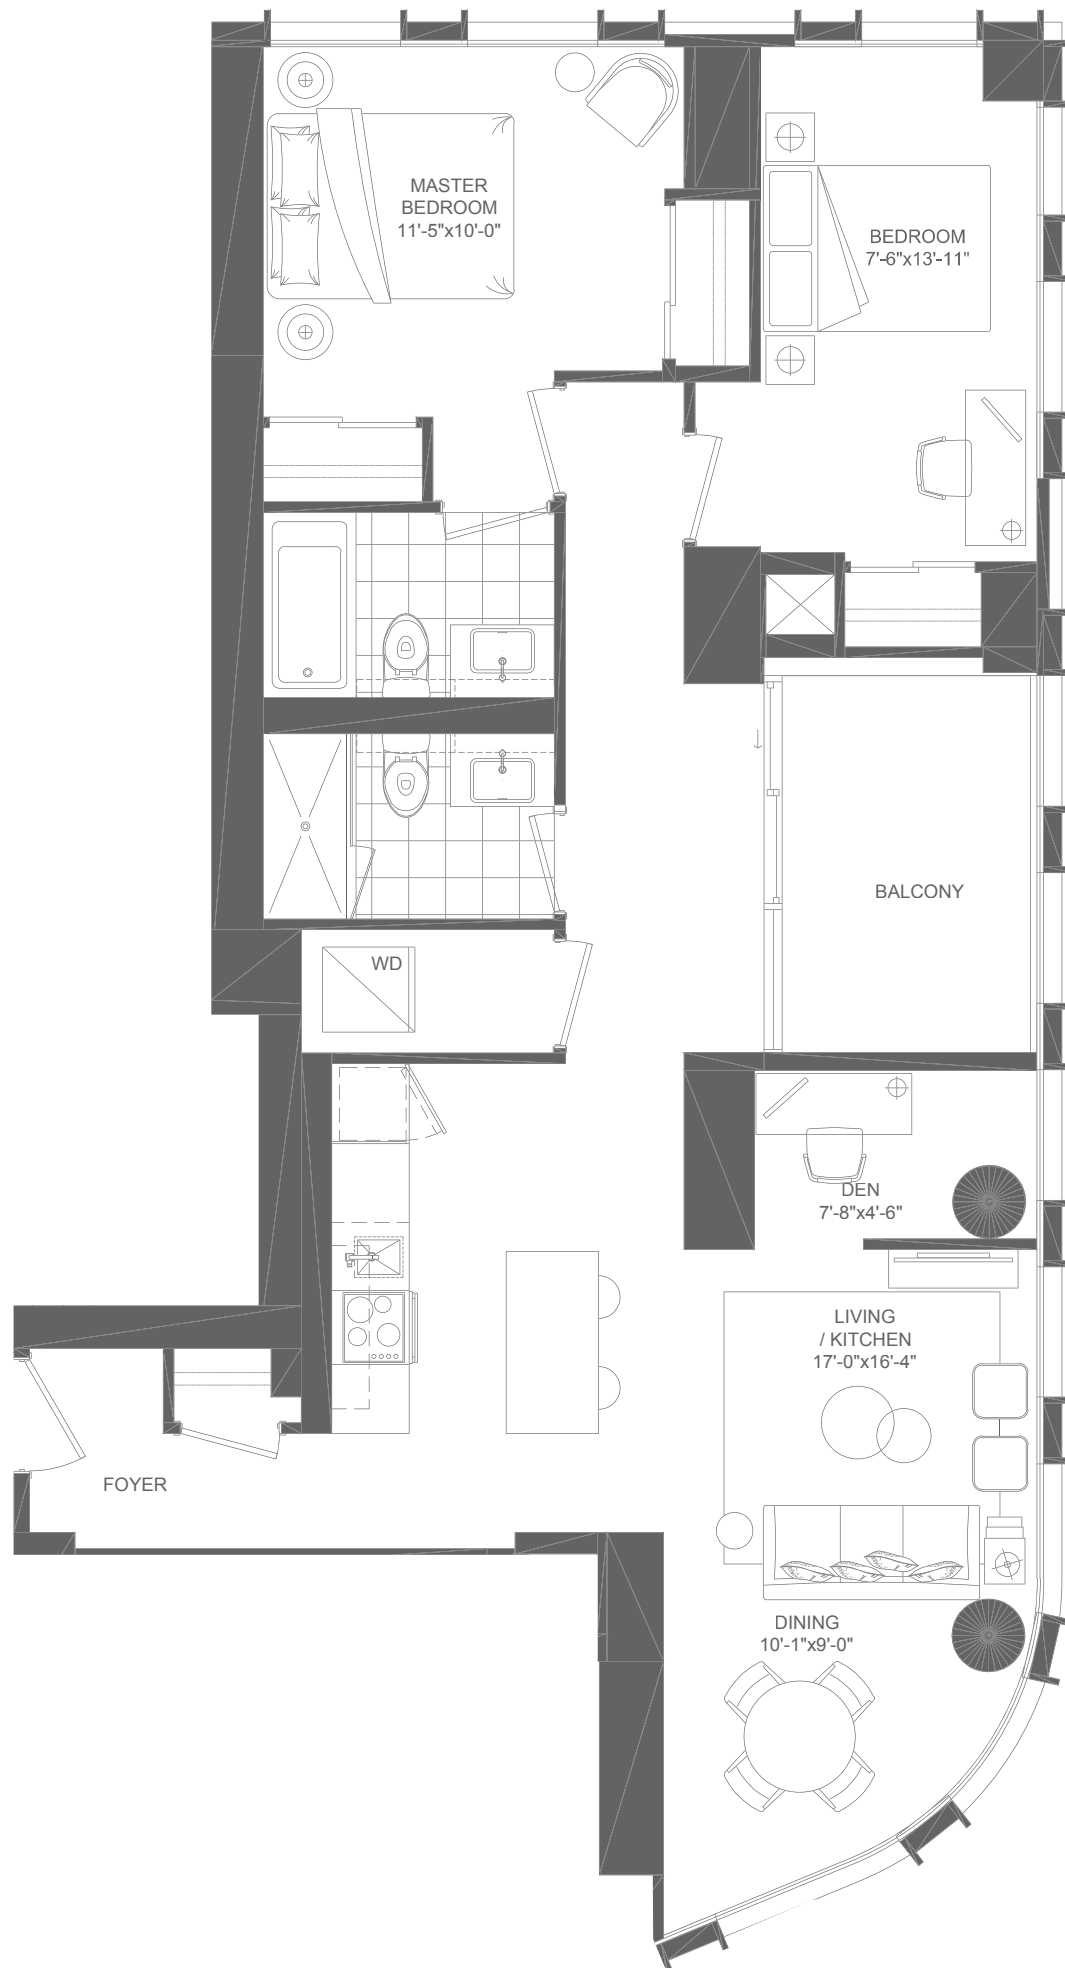 MASTER
BEDROOM
11'-5"x10'-0"
BEDROOM
7'-6"x13'-11"
BALCONY
WD
DEN
7'-8"x4'-6"
LIVING
/ KITCHEN
17'-0"x16'-4"
FOYER
DINING
10'-1"x9'-0"